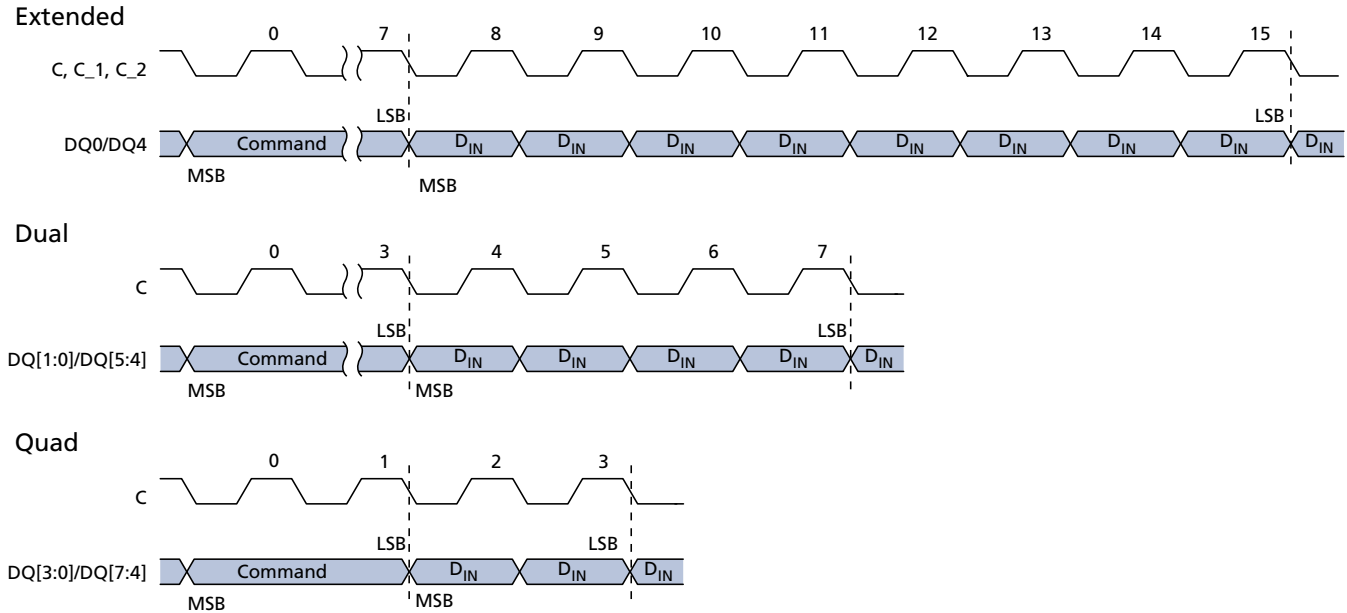 Extended
0 7 8 9 10 11 12 13 14 15
C, C_1, C_2
LSB LSB
DQ0/DQ4 Command DIN DIN DIN DIN DIN DIN DIN DIN DIN
MSB MSB
Dual
0 3 4 5 6 7
C
LSB LSB
DQ[1:0]/DQ[5:4] Command DIN DIN DIN DIN DIN
MSB MSB
Quad
0 1 2 3
C
LSB LSB
DQ[3:0]/DQ[7:4] Command DIN DIN DIN
MSB MSB